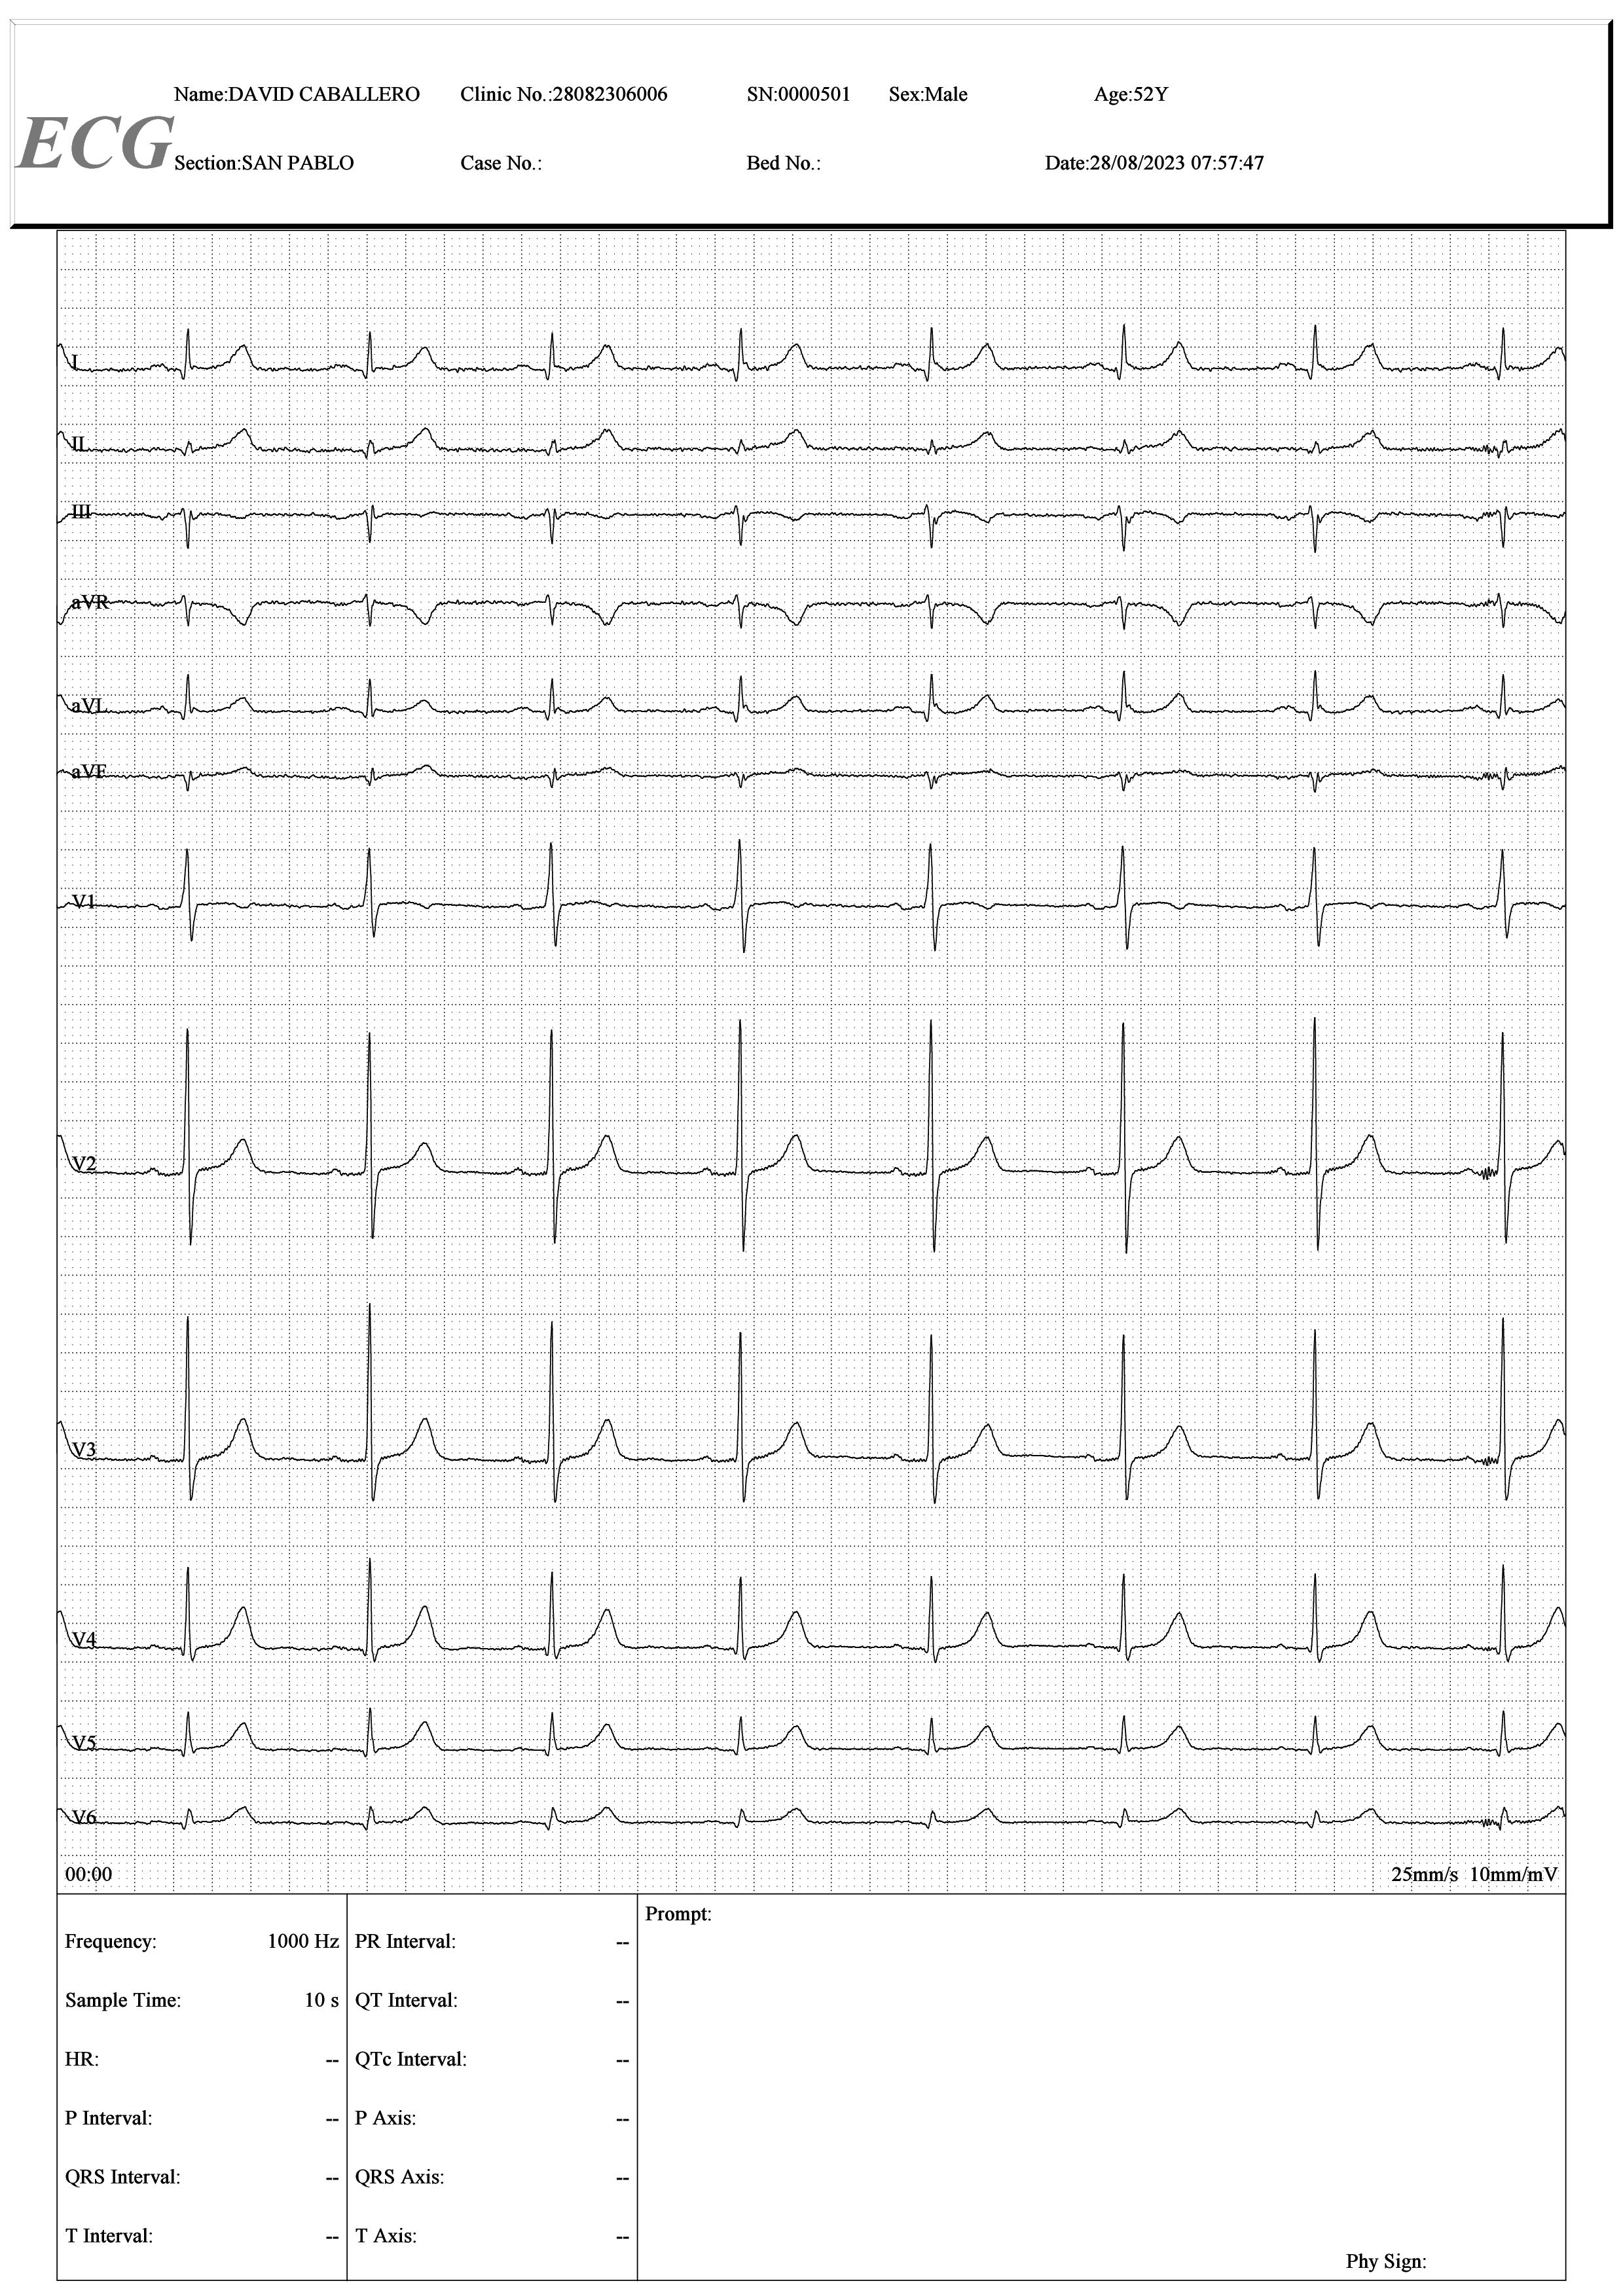 Name:DAVID CABALLERO Clinic No.:28082306006 SN:0000501 Sex:Male Age:52Y
ECG
Section:SAN PABLO Case No.: Bed No.: Date:28/08/2023 07:57:47
I
II
III
aVR
aVL
aVF
V1
V2
V3
V4
V5
V6
00:00 25mm/s 10mm/mV
Prompt:
Frequency: 1000 Hz PR Interval: --
Sample Time: 10 s QT Interval: --
HR: -- QTc Interval: --
P Interval: -- P Axis: --
QRS Interval: -- QRS Axis: --
T Interval: -- T Axis: --
Phy Sign: